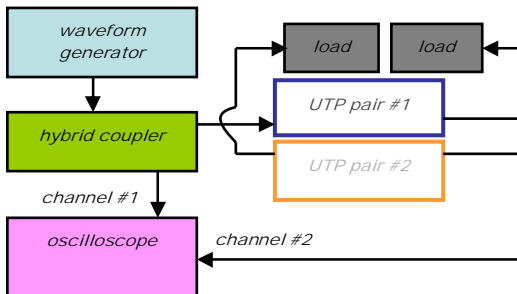 waveform
generator
load
load
UTP pair #1
hybrid coupler
UTP pair #2
channel #1
oscilloscope
channel #2